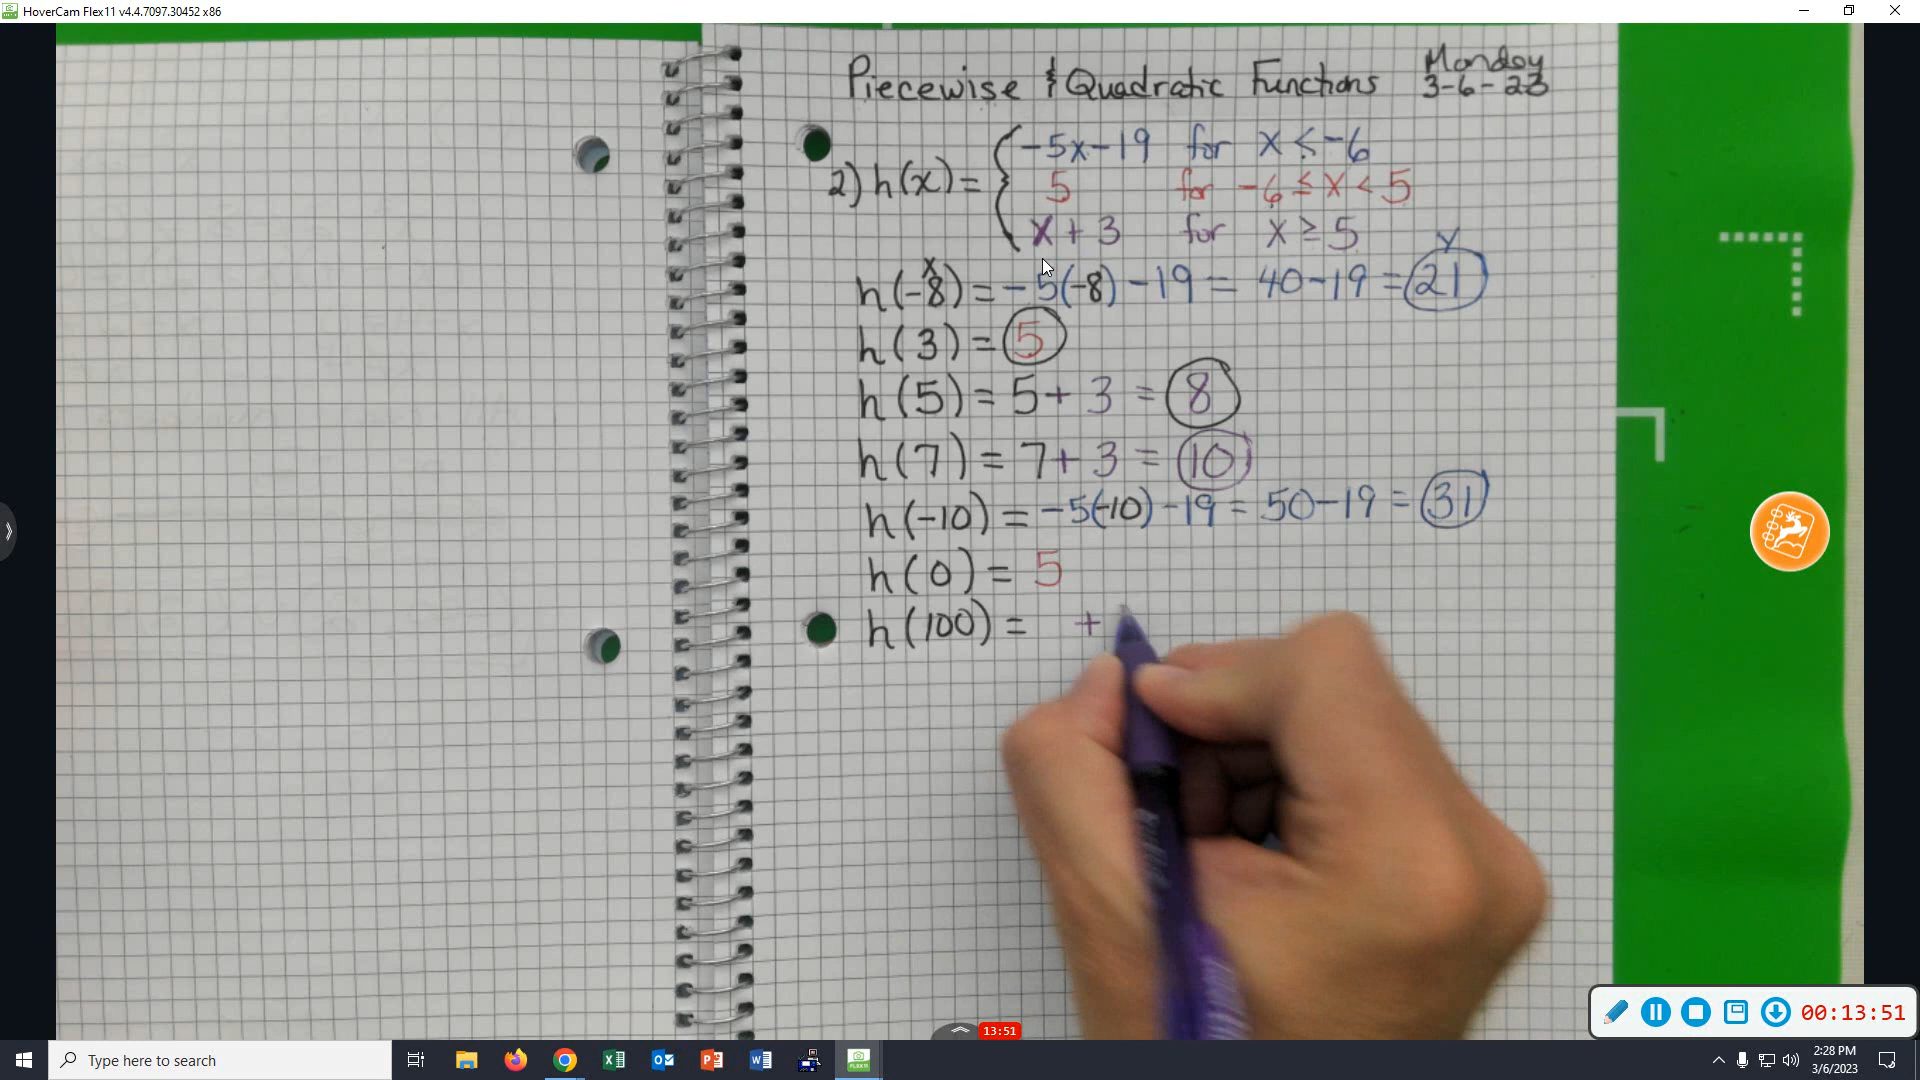 HoverCam Flex11 v4.4.7097.30452 x86
Piecewise & Quadratic Functions Monday
3-6-23
2) h(x) = { -5x-19 for x < -6
5 for -6 ≤ x < 5
x + 3 for x ≥ 5
x y
h(-8) = -5(-8) - 19 = 40-19 = 21
h(3) = 5
h(5) = 5 + 3 = 8
h(7) = 7 + 3 = 10
h(-10) = -5(-10) - 19 = 50-19 = 31
h(0) = 5
h(100) = +
00:13:51
13:51
Type here to search
2:28 PM
3/6/2023